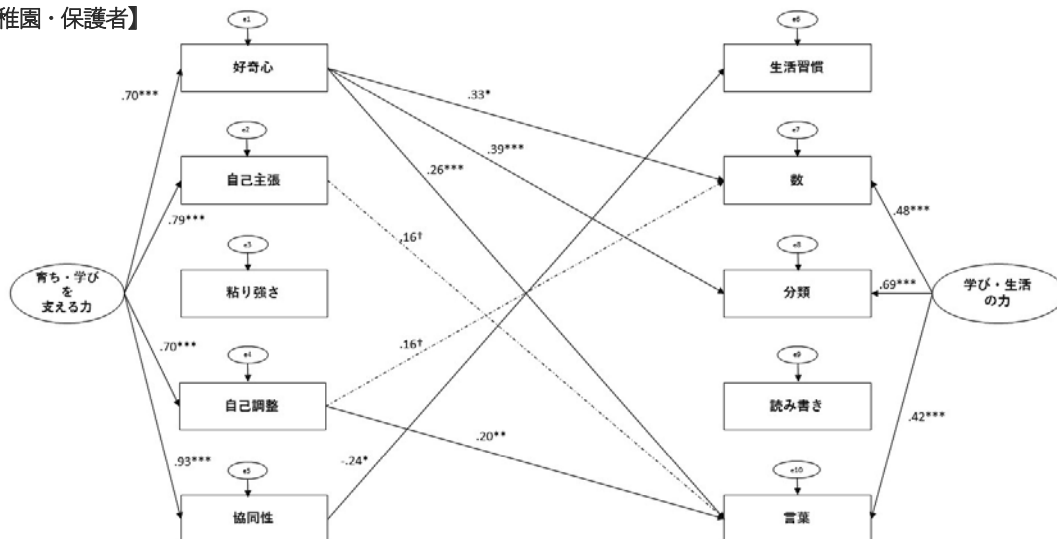 稚園・保護者】
e1
好奇心
.70***
e2
自己主張
.79***
e3
粘り強さ
育ち・学び
を
支える力
.70***
e4
自己調整
.93***
e5
協同性
.33*
.39***
.26***
.16†
.16†
.20**
-.24*
e6
生活習慣
e7
数
.48***
e8
分類
.69***
学び・生活
の力
e9
読み書き
.42***
e10
言葉